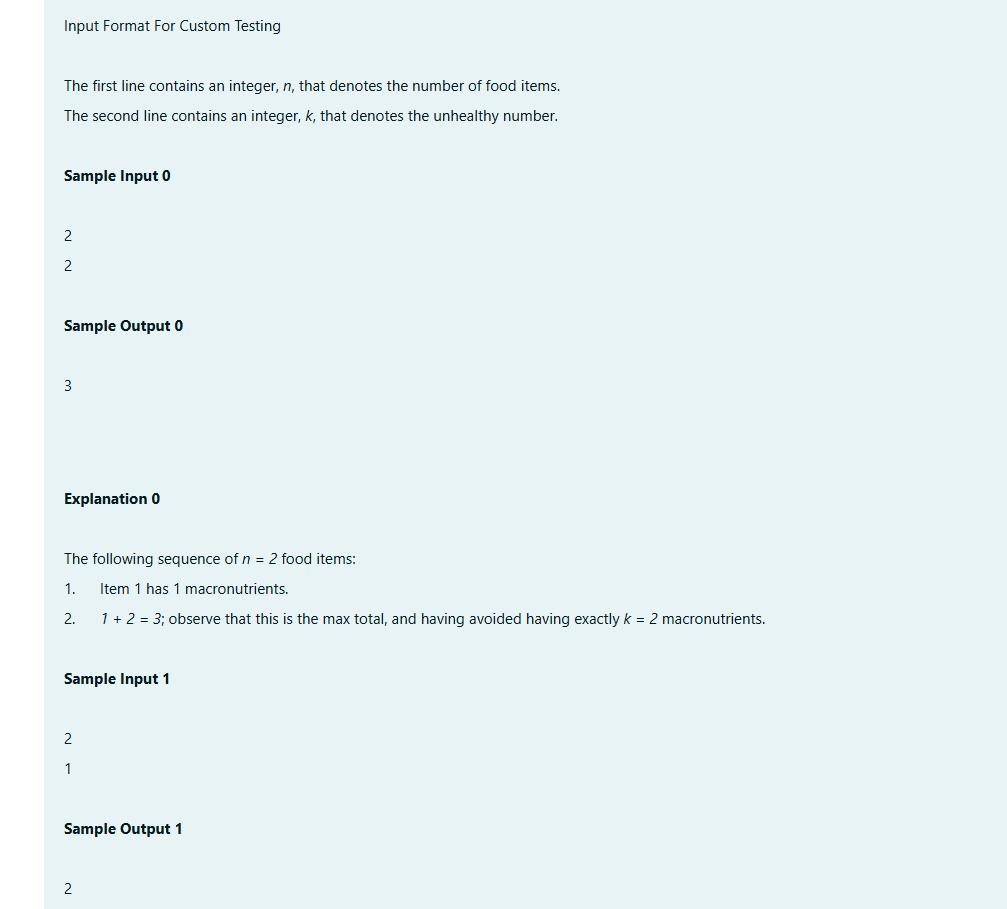 Input Format For Custom Testing
The first line contains an integer, n, that denotes the number of food items.
The second line contains an integer, k, that denotes the unhealthy number.
Sample Input 0
2
2
Sample Output 0
3
Explanation 0
The following sequence of n = 2 food items:
1. Item 1 has 1 macronutrients.
2. 1 + 2 = 3; observe that this is the max total, and having avoided having exactly k = 2 macronutrients.
Sample Input 1
2
1
Sample Output 1
2